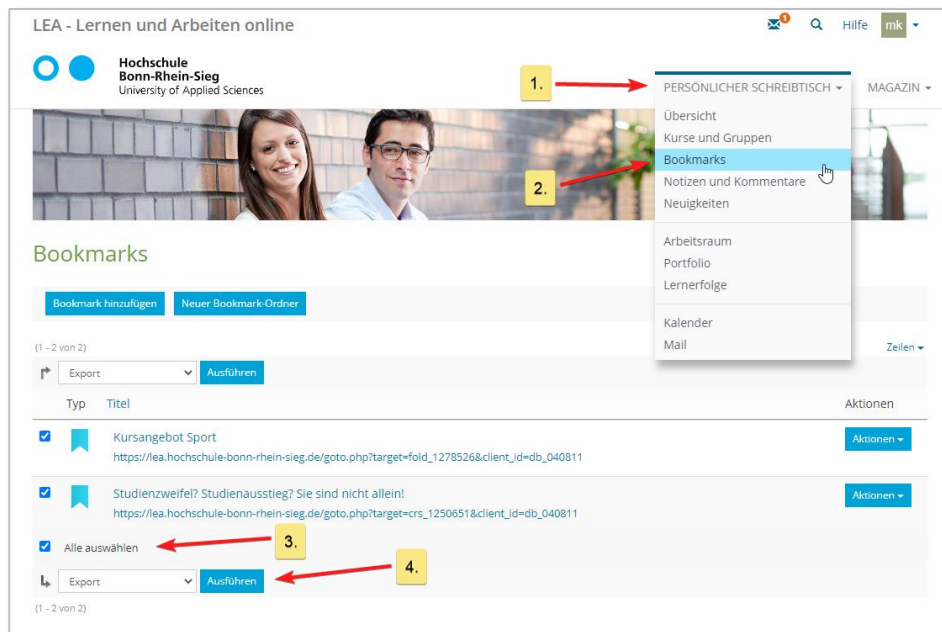 LEA - Lernen und Arbeiten online
1
Hilfe
mk
Hochschule
Bonn-Rhein-Sieg
University of Applied Sciences
1.
PERSÖNLICHER SCHREIBTISCH
MAGAZIN
Übersicht
Kurse und Gruppen
Bookmarks
2.
Notizen und Kommentare
Neuigkeiten
Arbeitsraum
Portfolio
Lernerfolge
Kalender
Mail
Bookmarks
Bookmark hinzufügen
Neuer Bookmark-Ordner
(1 - 2 von 2)
Zeilen
Export
Ausführen
Typ Titel Aktionen
Kursangebot Sport
Aktionen
https://lea.hochschule-bonn-rhein-sieg.de/goto.php?target=fold_1278526&client_id=db_040811
Studienzweifel? Studienausstieg? Sie sind nicht allein!
Aktionen
https://lea.hochschule-bonn-rhein-sieg.de/goto.php?target=crs_1250651&client_id=db_040811
Alle auswählen
3.
Export
Ausführen
4.
(1 - 2 von 2)